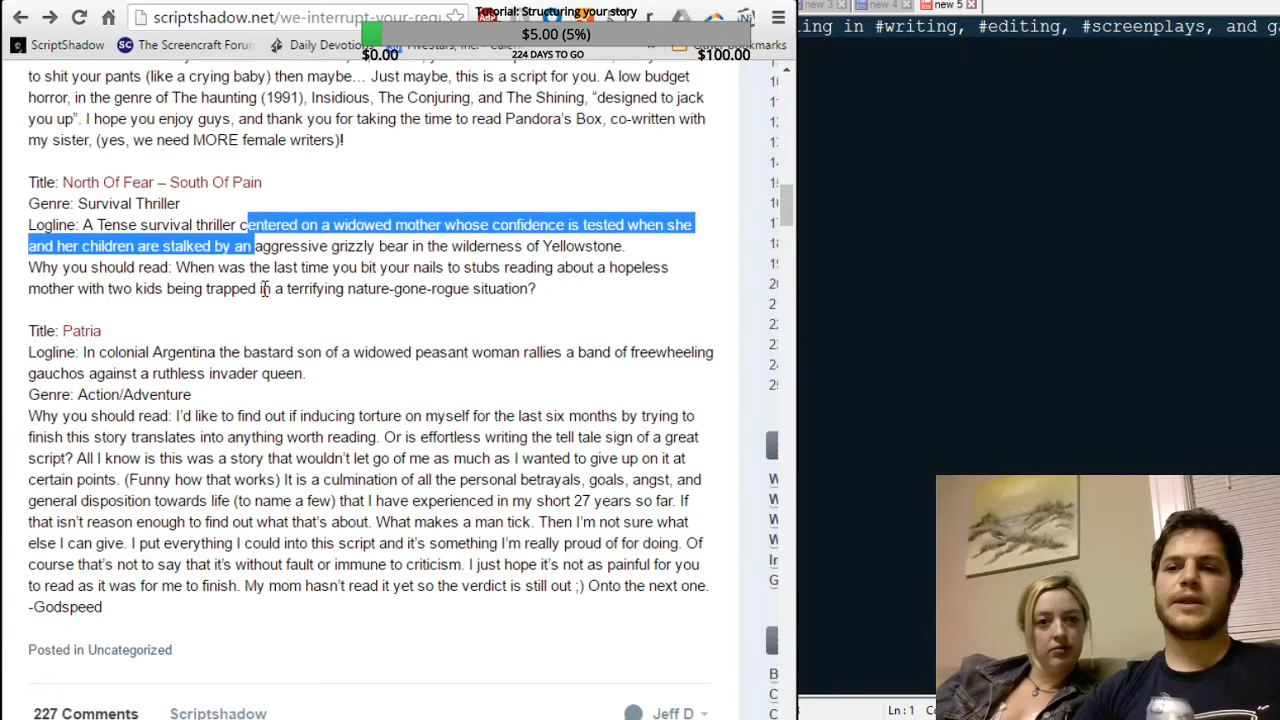 scriptshadow.net/we-interrupt-your-regu
Tutorial: Structuring your story
$5.00 (5%)
$0.00
224 DAYS TO GO
$100.00
new 3
new 4
new 5
ing in #writing, #editing, #screenplays, and g
ScriptShadow
The Screencraft Forum
Daily Devotio
Other bookmarks
to shit your pants (like a crying baby) then maybe… Just maybe, this is a script for you. A low budget
horror, in the genre of The haunting (1991), Insidious, The Conjuring, and The Shining, “designed to jack
you up”. I hope you enjoy guys, and thank you for taking the time to read Pandora’s Box, co-written with
my sister, (yes, we need MORE female writers)!
Title: North Of Fear – South Of Pain
Genre: Survival Thriller
Logline: A Tense survival thriller centered on a widowed mother whose confidence is tested when she
and her children are stalked by an aggressive grizzly bear in the wilderness of Yellowstone.
Why you should read: When was the last time you bit your nails to stubs reading about a hopeless
mother with two kids being trapped in a terrifying nature-gone-rogue situation?
Title: Patria
Logline: In colonial Argentina the bastard son of a widowed peasant woman rallies a band of freewheeling
gauchos against a ruthless invader queen.
Genre: Action/Adventure
Why you should read: I’d like to find out if inducing torture on myself for the last six months by trying to
finish this story translates into anything worth reading. Or is effortless writing the tell tale sign of a great
script? All I know is this was a story that wouldn’t let go of me as much as I wanted to give up on it at
certain points. (Funny how that works) It is a culmination of all the personal betrayals, goals, angst, and
general disposition towards life (to name a few) that I have experienced in my short 27 years so far. If
that isn’t reason enough to find out what that’s about. What makes a man tick. Then I’m not sure what
else I can give. I put everything I could into this script and it’s something I’m really proud of for doing. Of
course that’s not to say that it’s without fault or immune to criticism. I just hope it’s not as painful for you
to read as it was for me to finish. My mom hasn’t read it yet so the verdict is still out ;) Onto the next one.
-Godspeed
Posted in Uncategorized
227 Comments
Scriptshadow
Jeff D
Ln:1